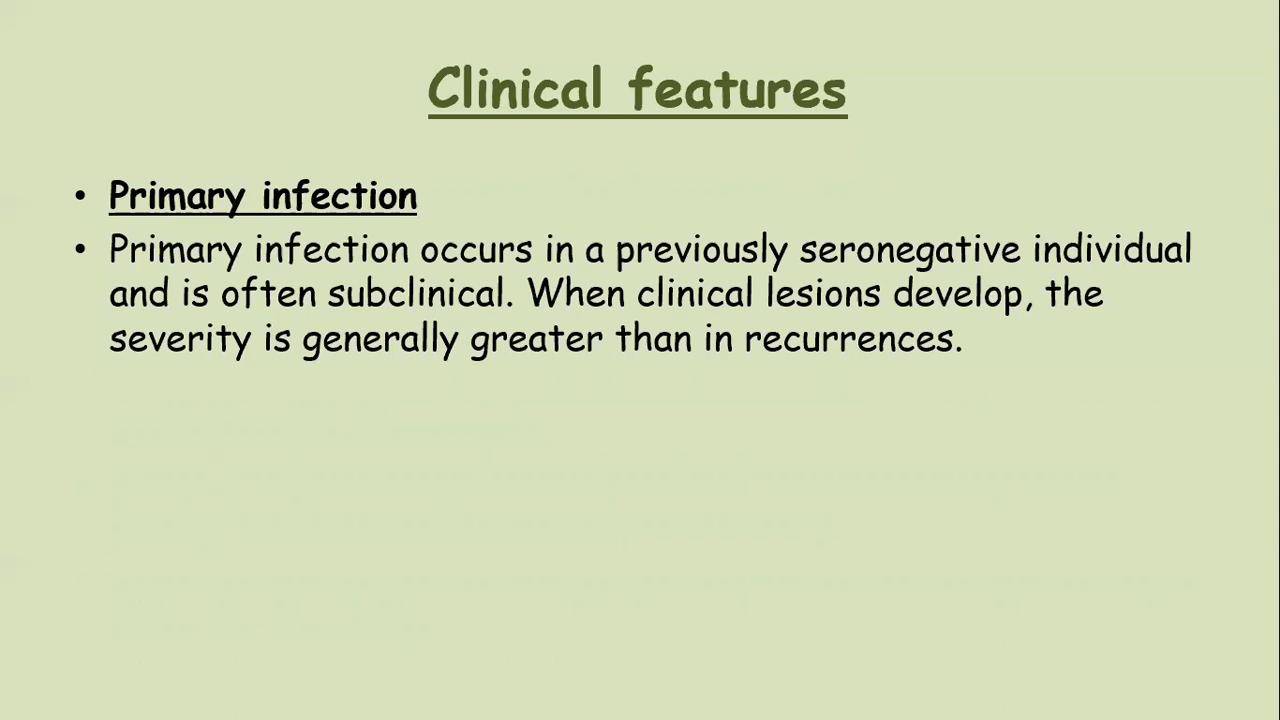 Clinical features
• Primary infection
• Primary infection occurs in a previously seronegative individual
and is often subclinical. When clinical lesions develop, the
severity is generally greater than in recurrences.